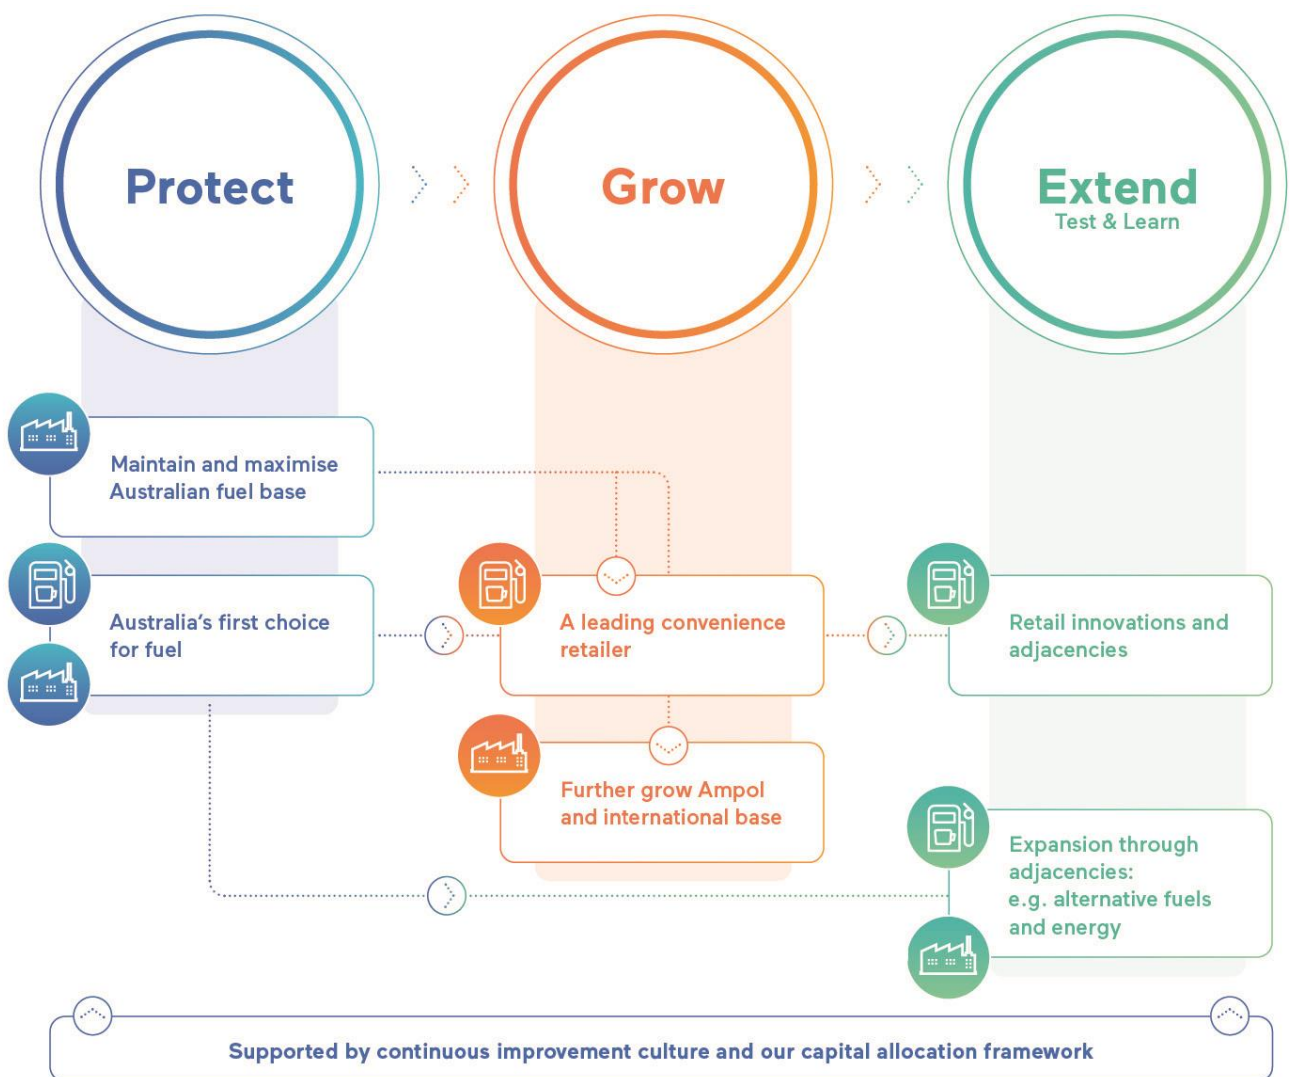 Protect
Grow
Extend
Test & Learn
Maintain and maximise
Australian fuel base
Australia's first choice
for fuel
A leading convenience
retailer
Further grow Ampol
and international base
Retail innovations and
adjacencies
Expansion through
adjacencies:
e.g. alternative fuels
and energy
Supported by continuous improvement culture and our capital allocation framework